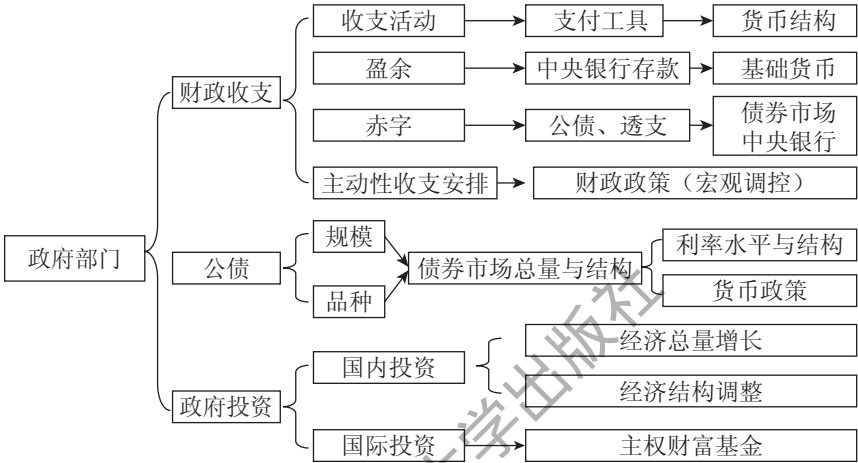 收支活动
支付工具
货币结构
盈余
中央银行存款
基础货币
财政收支
赤字
公债、透支
债券市场
中央银行
主动性收支安排
财政政策（宏观调控）
政府部门
公债
规模
品种
债券市场总量与结构
利率水平与结构
货币政策
政府投资
国内投资
经济总量增长
经济结构调整
国际投资
主权财富基金
大学出版社